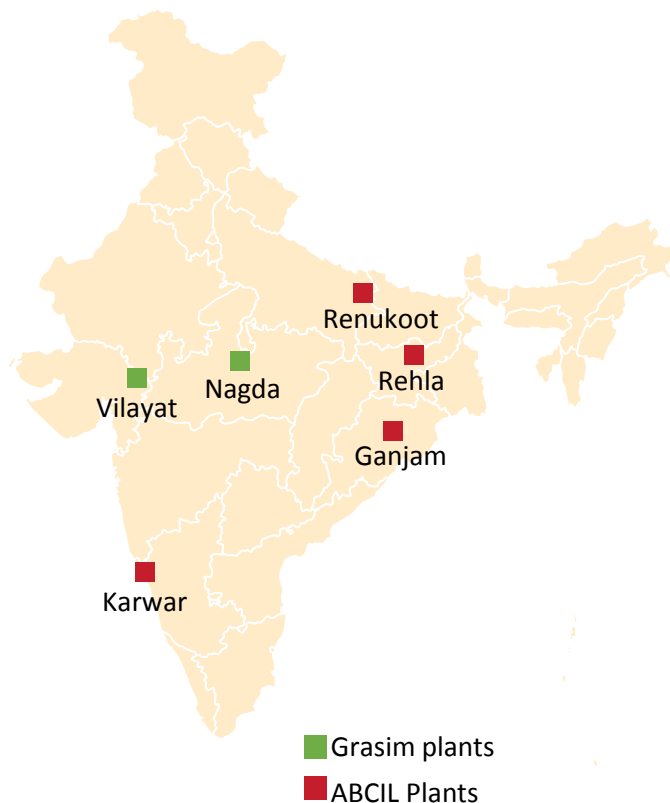 Renukoot
Nagda
Rehla
Vilayat
Ganjam
Karwar
Grasim plants
ABCIL Plants